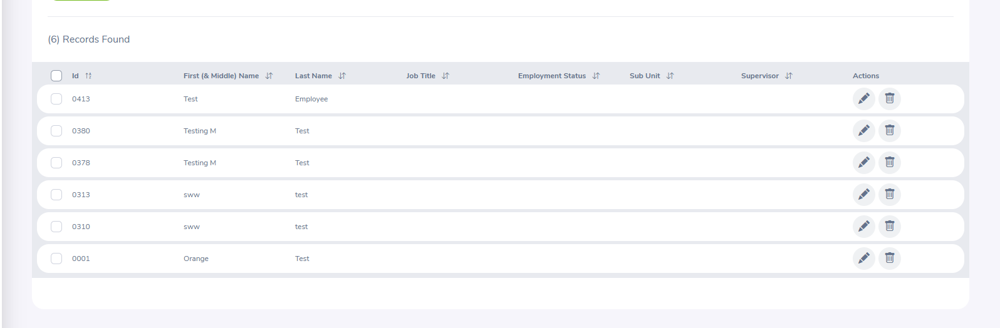 (6) Records Found
Id First (& Middle) Name Last Name Job Title Employment Status Sub Unit Supervisor Actions
0413 Test Employee
0380 Testing M Test
0378 Testing M Test
0313 sww test
0310 sww test
0001 Orange Test